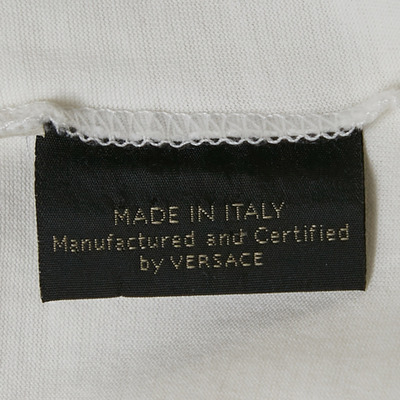 MADE IN ITALY
Manufactured and Certified
by VERSACE